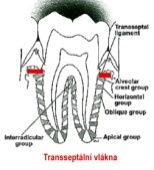 Transseptal
ligament
Alveolar
crest group
Horizontal
group
Oblique group
Interradicular
group
Apical group
Transseptální vlákna